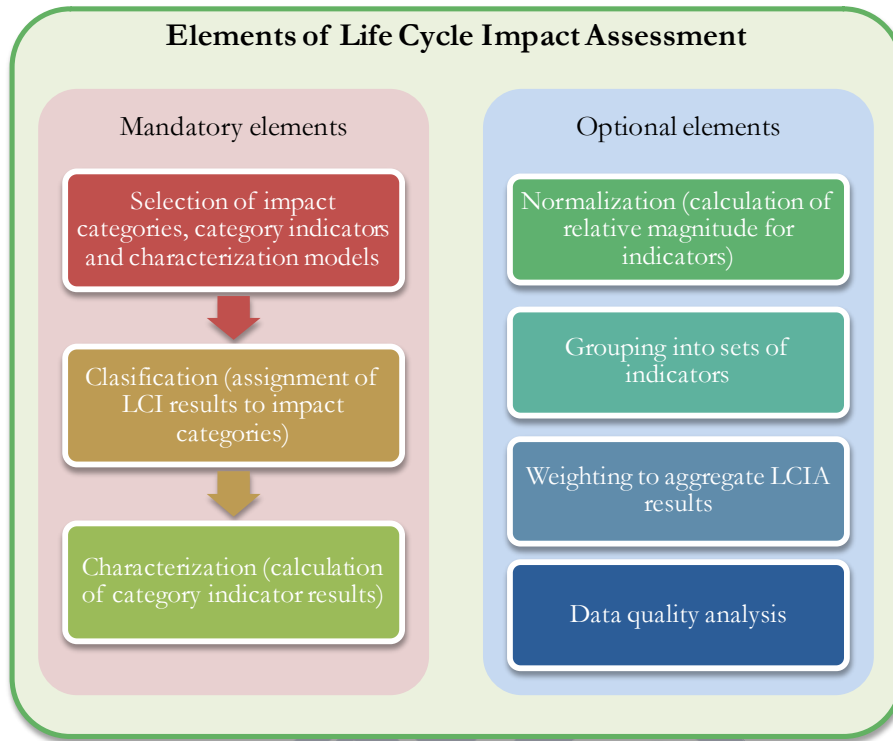 Elements of Life Cycle Impact Assessment
Mandatory elements
Selection of impact
categories, category indicators
and characterization models
Clasification (assignment of
LCI results to impact
categories)
Characterization (calculation
of category indicator results)
Optional elements
Normalization (calculation of
relative magnitude for
indicators)
Grouping into sets of
indicators
Weighting to aggregate LCIA
results
Data quality analysis